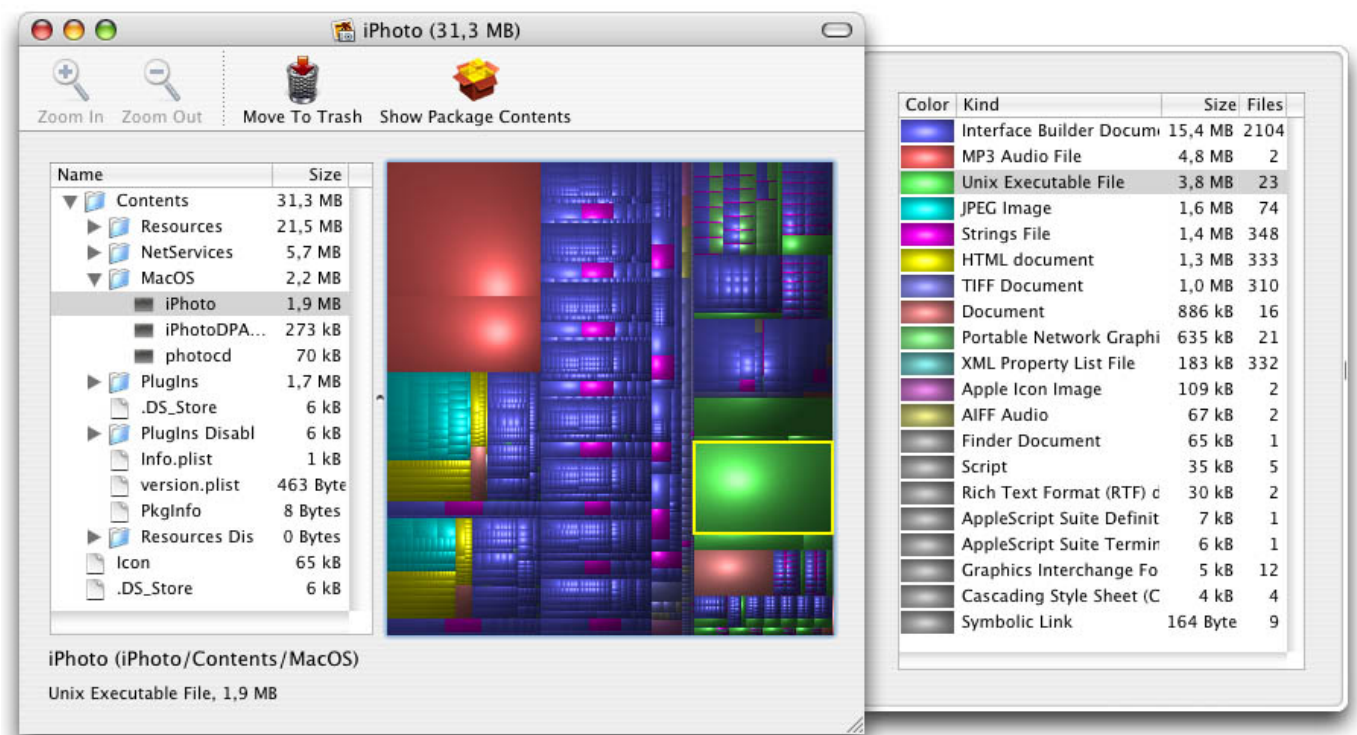 iPhoto (31,3 MB)
Zoom In Zoom Out Move To Trash Show Package Contents
Name Size
Contents 31,3 MB
Resources 21,5 MB
NetServices 5,7 MB
MacOS 2,2 MB
iPhoto 1,9 MB
iPhotoDPA... 273 kB
photocd 70 kB
PlugIns 1,7 MB
.DS_Store 6 kB
PlugIns Disabl 6 kB
Info.plist 1 kB
version.plist 463 Byte
PkgInfo 8 Bytes
Resources Dis 0 Bytes
Icon 65 kB
.DS_Store 6 kB
iPhoto (iPhoto/Contents/MacOS)
Unix Executable File, 1,9 MB
Color Kind Size Files
Interface Builder Docum 15,4 MB 2104
MP3 Audio File 4,8 MB 2
Unix Executable File 3,8 MB 23
JPEG Image 1,6 MB 74
Strings File 1,4 MB 348
HTML document 1,3 MB 333
TIFF Document 1,0 MB 310
Document 886 kB 16
Portable Network Graphi 635 kB 21
XML Property List File 183 kB 332
Apple Icon Image 109 kB 2
AIFF Audio 67 kB 2
Finder Document 65 kB 1
Script 35 kB 5
Rich Text Format (RTF) d 30 kB 2
AppleScript Suite Definit 7 kB 1
AppleScript Suite Termin 6 kB 1
Graphics Interchange Fo 5 kB 12
Cascading Style Sheet (C 4 kB 4
Symbolic Link 164 Byte 9